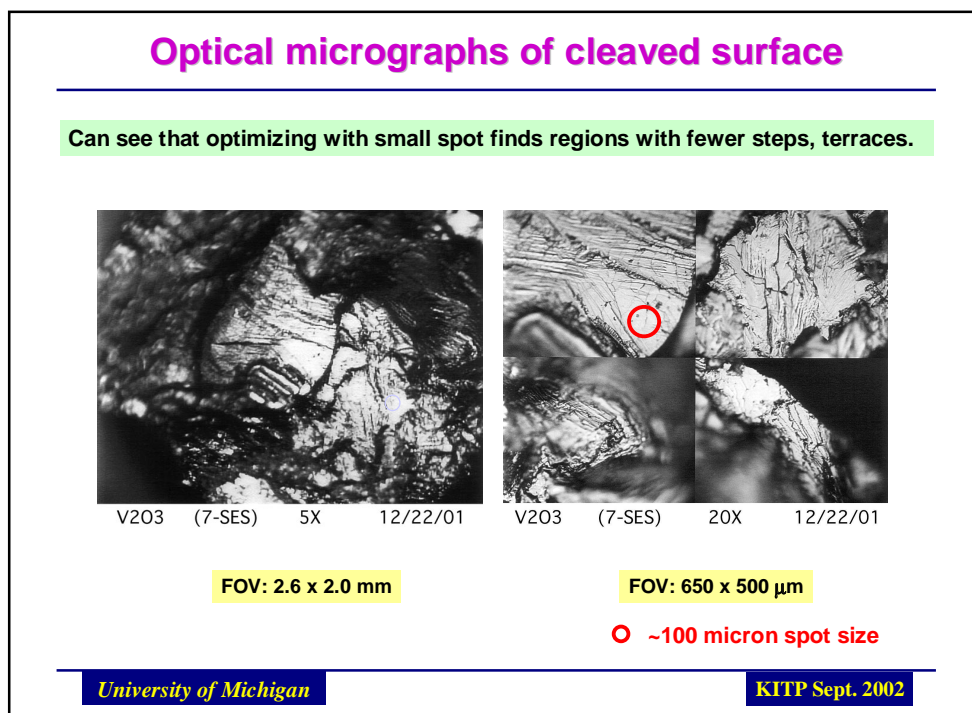 Optical micrographs of cleaved surface
Can see that optimizing with small spot finds regions with fewer steps, terraces.
V2O3 (7-SES) 5X 12/22/01
V2O3 (7-SES) 20X 12/22/01
FOV: 2.6 x 2.0 mm
FOV: 650 x 500 μm
~100 micron spot size
University of Michigan
KITP Sept. 2002